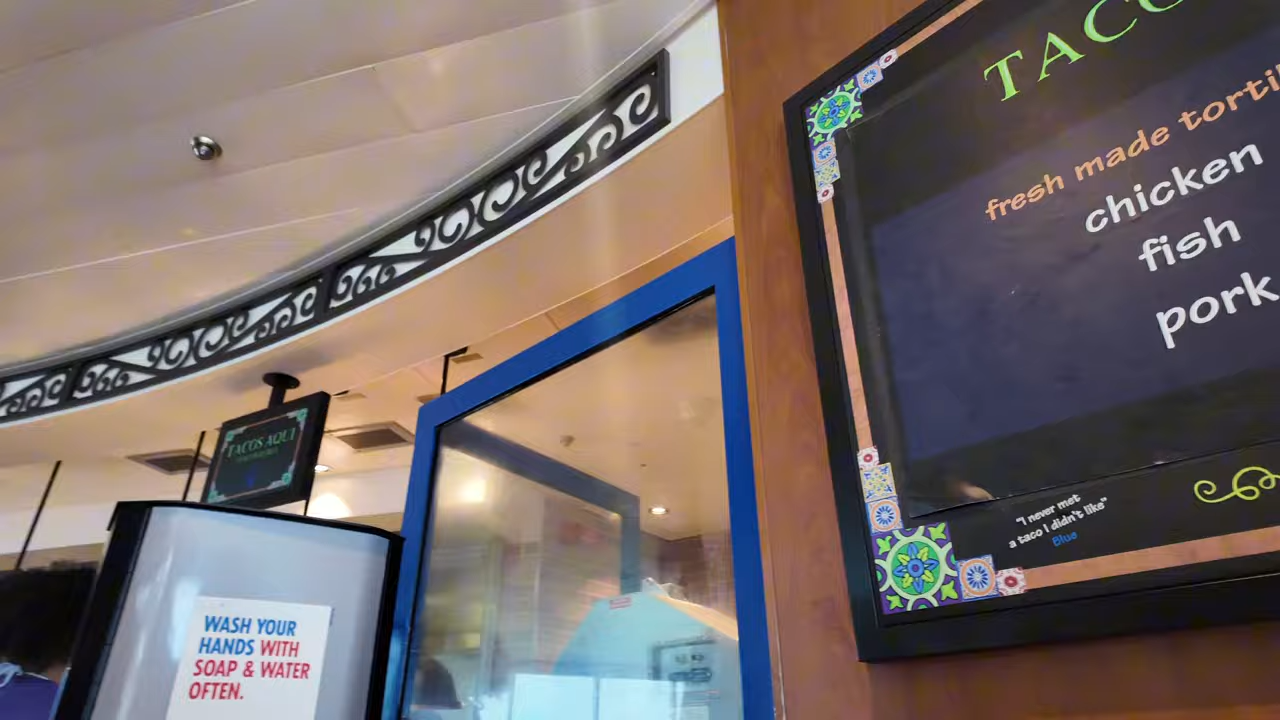 TACO
fresh made tortil
chicken
fish
pork
"I never met
a taco I didn't like"
Blue
TACOS AQUI
WASH YOUR
HANDS WITH
SOAP & WATER
OFTEN.